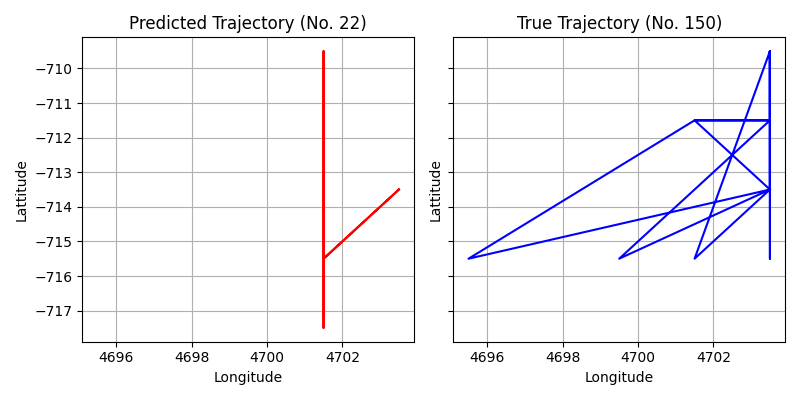 Predicted Trajectory (No. 22)
True Trajectory (No. 150)
Lattitude
−710
−711
−712
−713
−714
−715
−716
−717
4696
4698
4700
4702
Longitude
Lattitude
4696
4698
4700
4702
Longitude